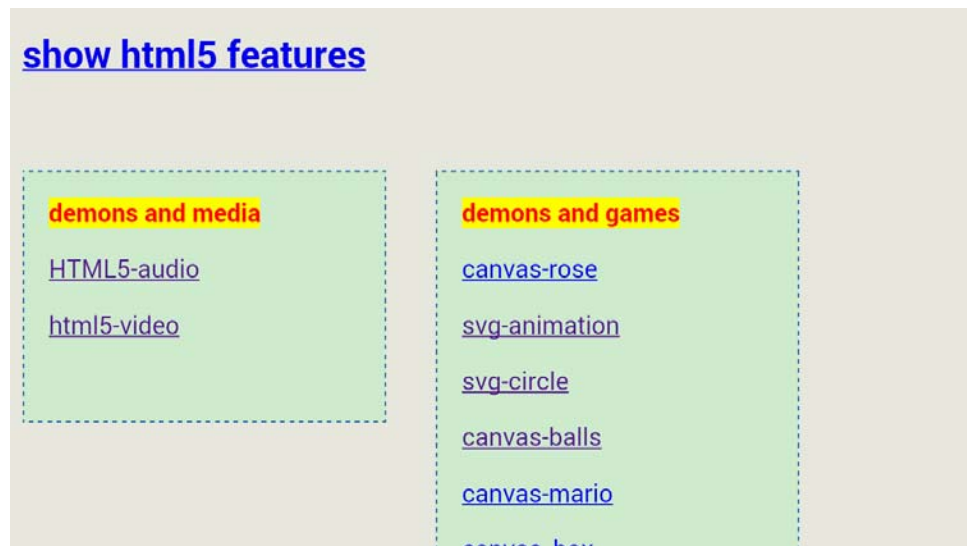 show html5 features
demons and media
HTML5-audio
html5-video
demons and games
canvas-rose
svg-animation
svg-circle
canvas-balls
canvas-mario